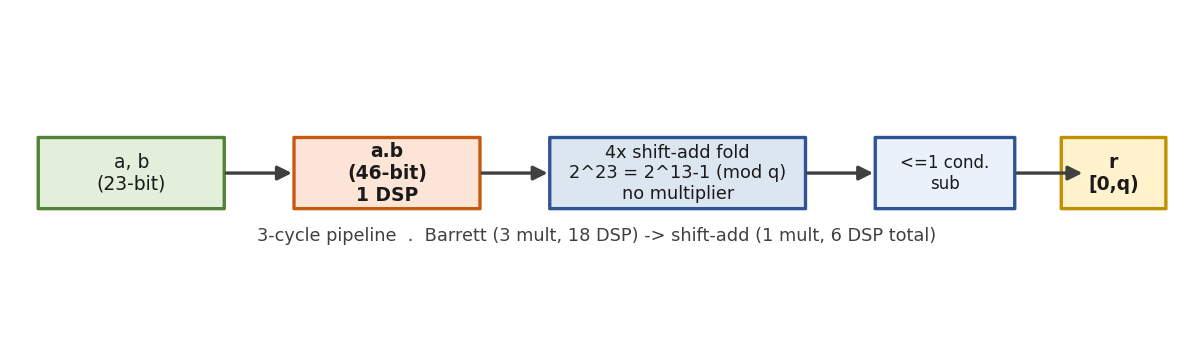 a, b
(23-bit)
a.b
(46-bit)
1 DSP
4x shift-add fold
2^23 = 2^13-1 (mod q)
no multiplier
<=1 cond.
sub
r
[0,q)
3-cycle pipeline  .  Barrett (3 mult, 18 DSP) -> shift-add (1 mult, 6 DSP total)